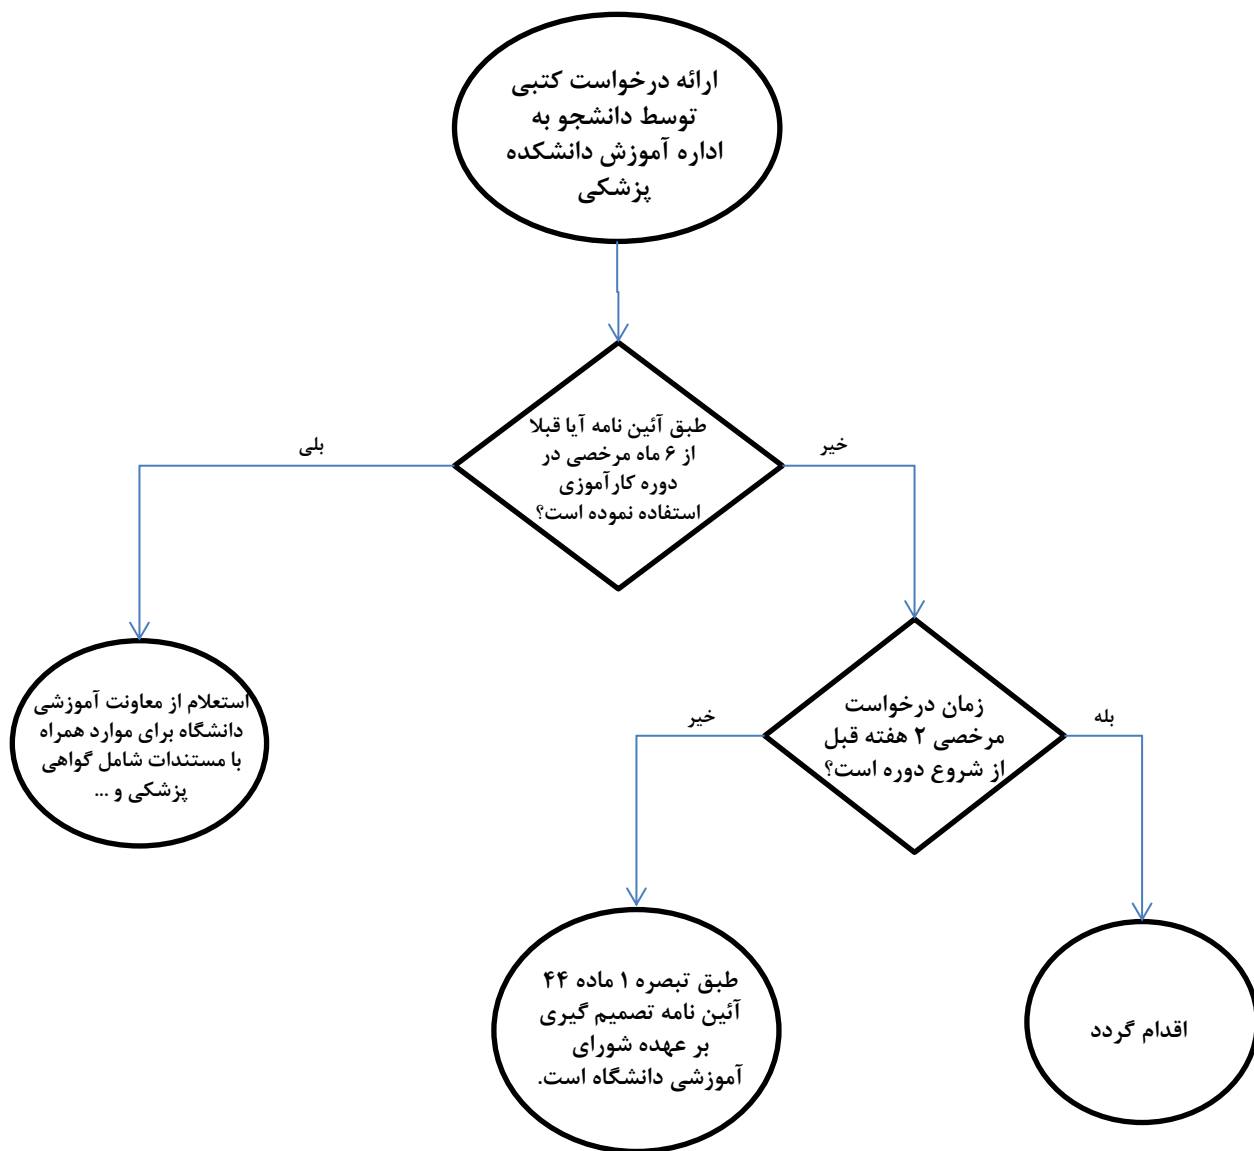 ارائه درخواست کتبی
توسط دانشجو به
اداره آموزش دانشکده
پزشکی
طبق آئین نامه آیا قبلا
از ۶ ماه مرخصی در
دوره کارآموزی
استفاده نموده است؟
خیر
بلی
زمان درخواست
مرخصی ۲ هفته قبل
از شروع دوره است؟
بله
خیر
استعلام از معاونت آموزشی
دانشگاه برای موارد همراه
با مستندات شامل گواهی
پزشکی و ...
اقدام گردد
طبق تبصره ۱ ماده ۴۴
آئین نامه تصمیم گیری
بر عهده شورای
آموزشی دانشگاه است.